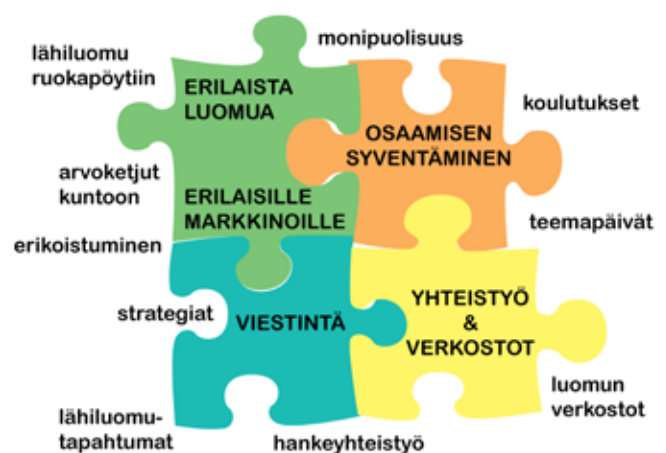 monipuolisuus
lähiluomu
ruokapöytiin
ERILAISTA
LUOMUA
koulutukset
OSAAMISEN
SYVENTÄMINEN
arvoketjut
kuntoon
ERILAISILLE
MARKKINOILLE
teemapäivät
erikoistuminen
strategiat
VIESTINTÄ
YHTEISTYÖ
&
VERKOSTOT
luomun
verkostot
lähiluomu-
tapahtumat
hankeyhteistyö